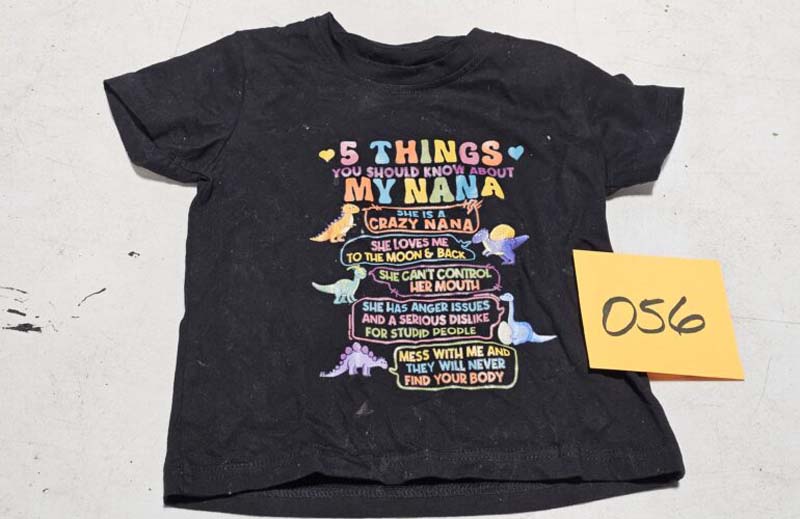 5 THINGS
YOU SHOULD KNOW ABOUT
MY NANA
SHE IS A
CRAZY NANA
SHE LOVES ME
TO THE MOON & BACK
SHE CAN'T CONTROL
HER MOUTH
SHE HAS ANGER ISSUES
AND A SERIOUS DISLIKE
FOR STUPID PEOPLE
MESS WITH ME AND
THEY WILL NEVER
FIND YOUR BODY
056